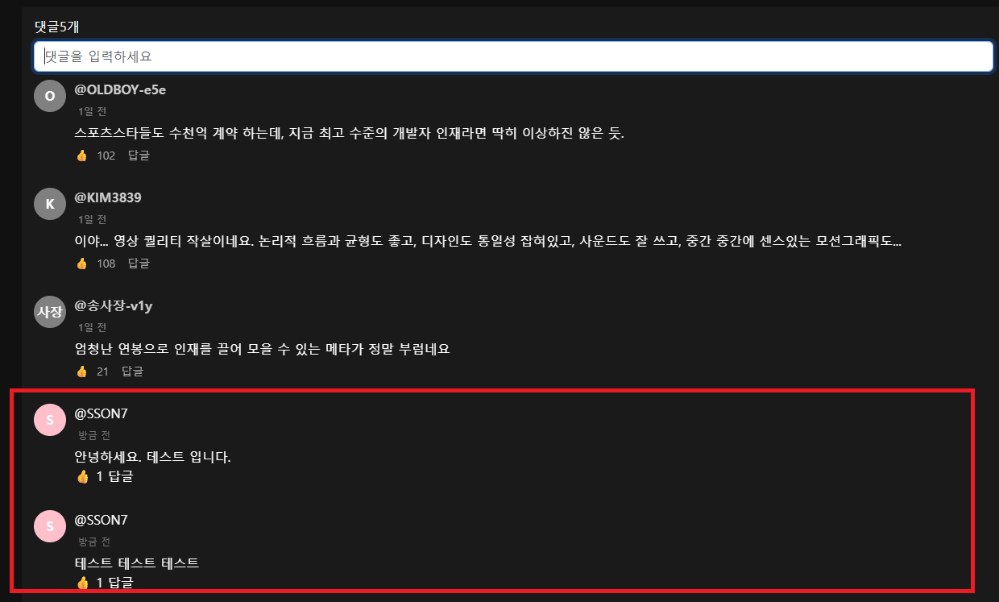 댓글5개
댓글을 입력하세요
O
@OLDBOY-e5e
1일 전
스포츠스타들도 수천억 계약 하는데, 지금 최고 수준의 개발자 인재라면 딱히 이상하진 않은 듯.
👍 102 답글
K
@KIM3839
1일 전
이야... 영상 퀄리티 작살이네요. 논리적 흐름과 균형도 좋고, 디자인도 통일성 잡혀있고, 사운드도 잘 쓰고, 중간 중간에 센스있는 모션그래픽도...
👍 108 답글
사장
@송사장-v1y
1일 전
엄청난 연봉으로 인재를 끌어 모을 수 있는 메타가 정말 부럽네요
👍 21 답글
S
@SSON7
방금 전
안녕하세요. 테스트 입니다.
👍 1 답글
S
@SSON7
방금 전
테스트 테스트 테스트
👍 1 답글